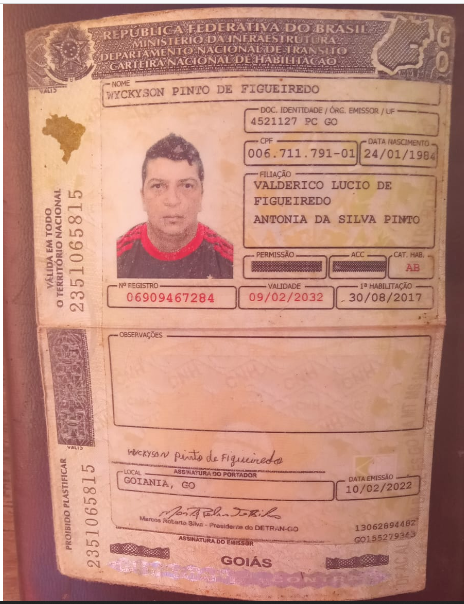 REPÚBLICA FEDERATIVA DO BRASIL
MINISTÉRIO DA INFRAESTRUTURA
DEPARTAMENTO NACIONAL DE TRÂNSITO
CARTEIRA NACIONAL DE HABILITAÇÃO
GO
NOME
WYCKYSON PINTO DE FIGUEIREDO
DOC. IDENTIDADE / ÓRG. EMISSOR / UF
4521127 PC GO
CPF
DATA NASCIMENTO
006.711.791-01
24/01/1984
FILIAÇÃO
VALDERICO LUCIO DE
FIGUEIREDO
ANTONIA DA SILVA PINTO
PERMISSÃO
ACC
CAT. HAB.
AB
Nº REGISTRO
VALIDADE
1ª HABILITAÇÃO
06909467284
09/02/2032
30/08/2017
VÁLIDA EM TODO
O TERRITÓRIO NACIONAL
2351065815
OBSERVAÇÕES
Wyckyson pinto de Figueiredo
ASSINATURA DO PORTADOR
LOCAL
GOIANIA, GO
DATA EMISSÃO
10/02/2022
Marcos Roberto Silva - Presidente do DETRAN-GO
13062694482
GO155279343
ASSINATURA DO EMISSOR
GOIÁS
PROIBIDO PLASTIFICAR
2351065815